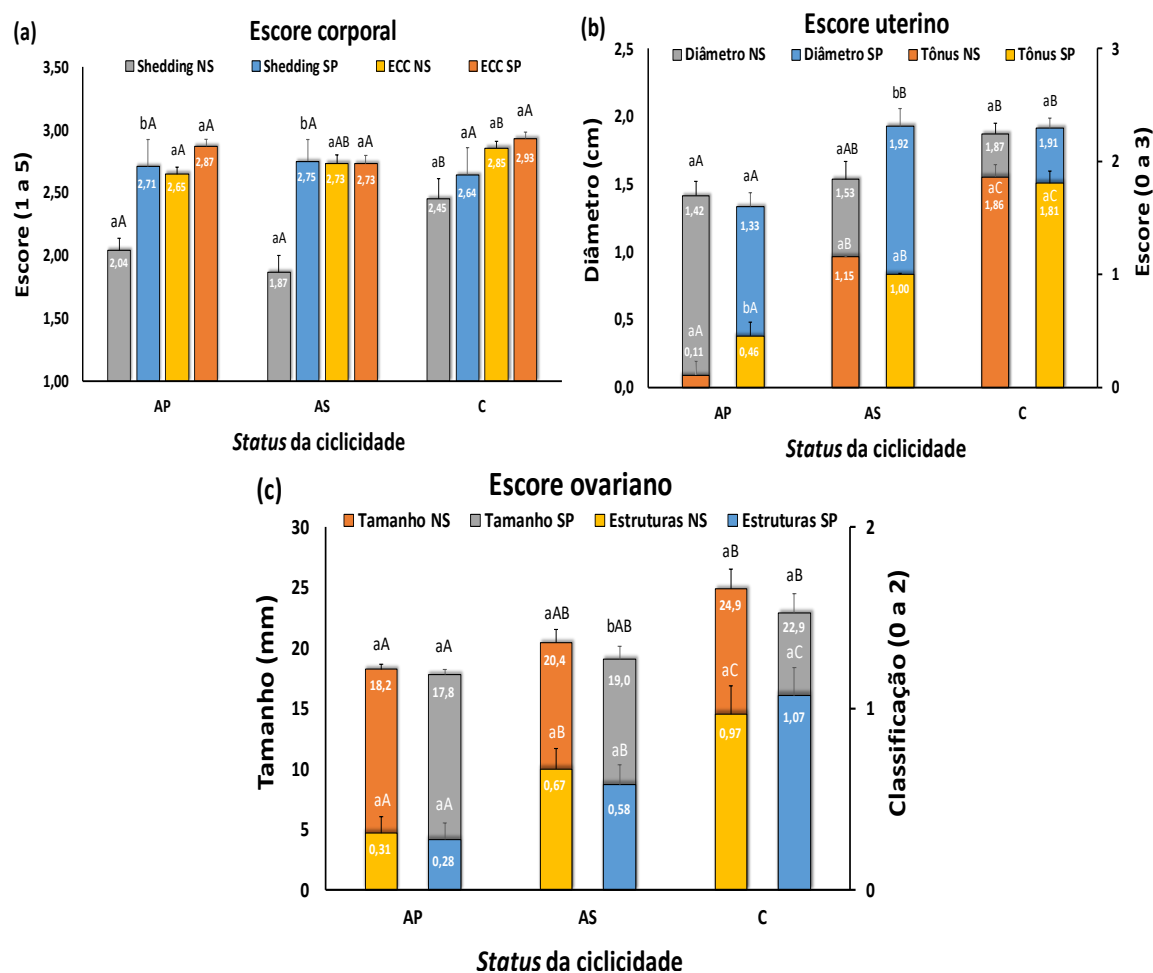 (a)
Escore corporal
Shedding NS Shedding SP ECC NS ECC SP
Escore (1 a 5)
3,50
3,00
2,50
2,00
1,50
1,00
aA bA aA aA
2,04 2,71 2,65 2,87
aA bA aAB aA
1,87 2,75 2,73 2,73
aB aA aB aA
2,45 2,64 2,85 2,93
AP AS C
Status da ciclicidade
(b)
Escore uterino
Diâmetro NS Diâmetro SP Tônus NS Tônus SP
Diâmetro (cm)
2,5
2,0
1,5
1,0
0,5
0,0
Escore (0 a 3)
3
2
1
0
aA aA aAB bB aB aB
1,42 1,33 1,53 1,92 1,87 1,91
aA bA aB aB aC aC
0,11 0,46 1,15 1,00 1,86 1,81
AP AS C
Status da ciclicidade
(c)
Escore ovariano
Tamanho NS Tamanho SP Estruturas NS Estruturas SP
Tamanho (mm)
30
25
20
15
10
5
0
Classificação (0 a 2)
2
1
0
aA aA aAB bAB aB aB
18,2 17,8 20,4 19,0 24,9 22,9
aA aA aB aB aC aC
0,31 0,28 0,67 0,58 0,97 1,07
AP AS C
Status da ciclicidade